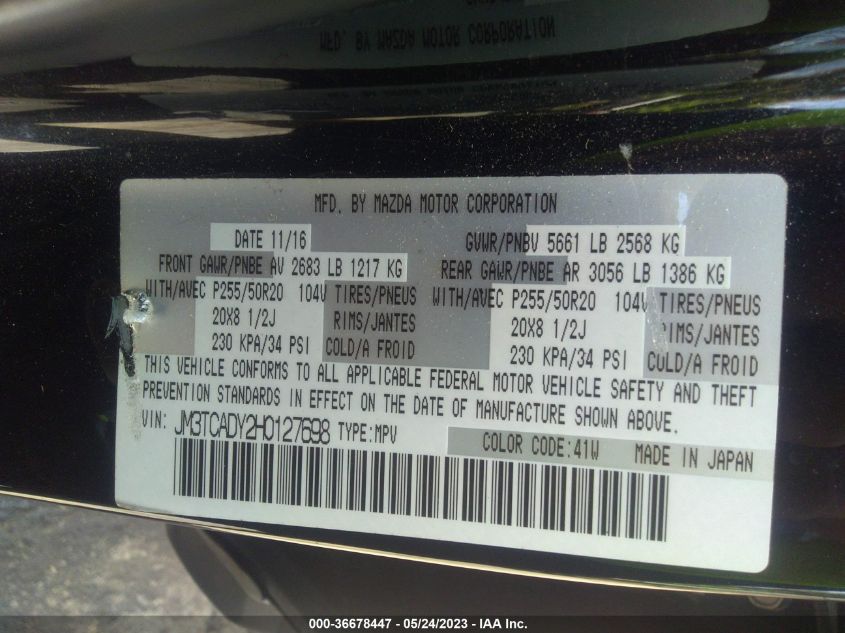 MFD. BY MAZDA MOTOR CORPORATION
MFD. BY MAZDA MOTOR CORPORATION
DATE 11/16 GVWR/PNBV 5661 LB 2568 KG
FRONT GAWR/PNBE AV 2683 LB 1217 KG REAR GAWR/PNBE AR 3056 LB 1386 KG
WITH/AVEC P255/50R20 104V TIRES/PNEUS WITH/AVEC P255/50R20 104V TIRES/PNEUS
20X8 1/2J RIMS/JANTES 20X8 1/2J RIMS/JANTES
230 KPA/34 PSI COLD/A FROID 230 KPA/34 PSI COLD/A FROID
THIS VEHICLE CONFORMS TO ALL APPLICABLE FEDERAL MOTOR VEHICLE SAFETY AND THEFT
PREVENTION STANDARDS IN EFFECT ON THE DATE OF MANUFACTURE SHOWN ABOVE.
VIN: JM3TCADY2H0127698 TYPE:MPV
COLOR CODE:41W MADE IN JAPAN
000-36678447 - 05/24/2023 - IAA Inc.